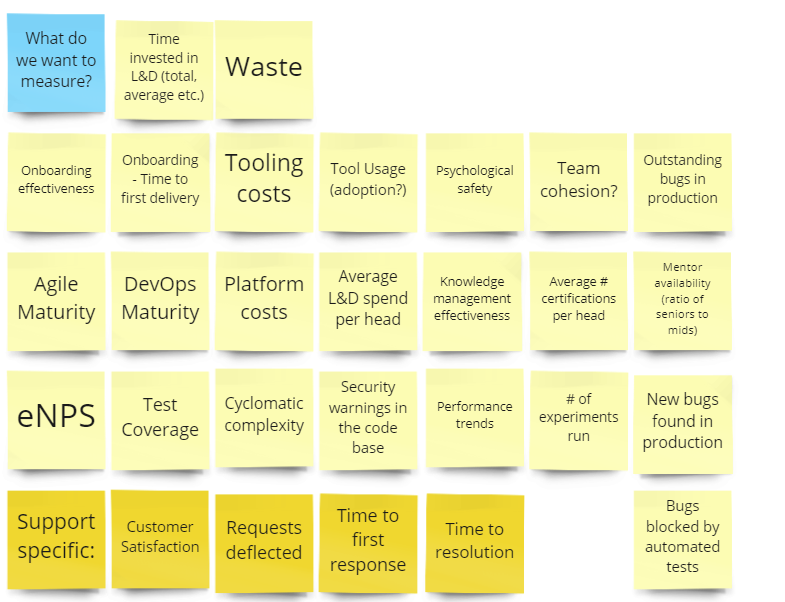 What do
we want to
measure?
Time
invested in
L&D (total,
average etc.)
Waste
Onboarding
effectiveness
Onboarding
- Time to
first delivery
Tooling
costs
Tool Usage
(adoption?)
Psychological
safety
Team
cohesion?
Outstanding
bugs in
production
Agile
Maturity
DevOps
Maturity
Platform
costs
Average
L&D spend
per head
Knowledge
management
effectiveness
Average #
certifications
per head
Mentor
availability
(ratio of
seniors to
mids)
eNPS
Test
Coverage
Cyclomatic
complexity
Security
warnings in
the code
base
Performance
trends
# of
experiments
run
New bugs
found in
production
Support
specific:
Customer
Satisfaction
Requests
deflected
Time to
first
response
Time to
resolution
Bugs
blocked by
automated
tests